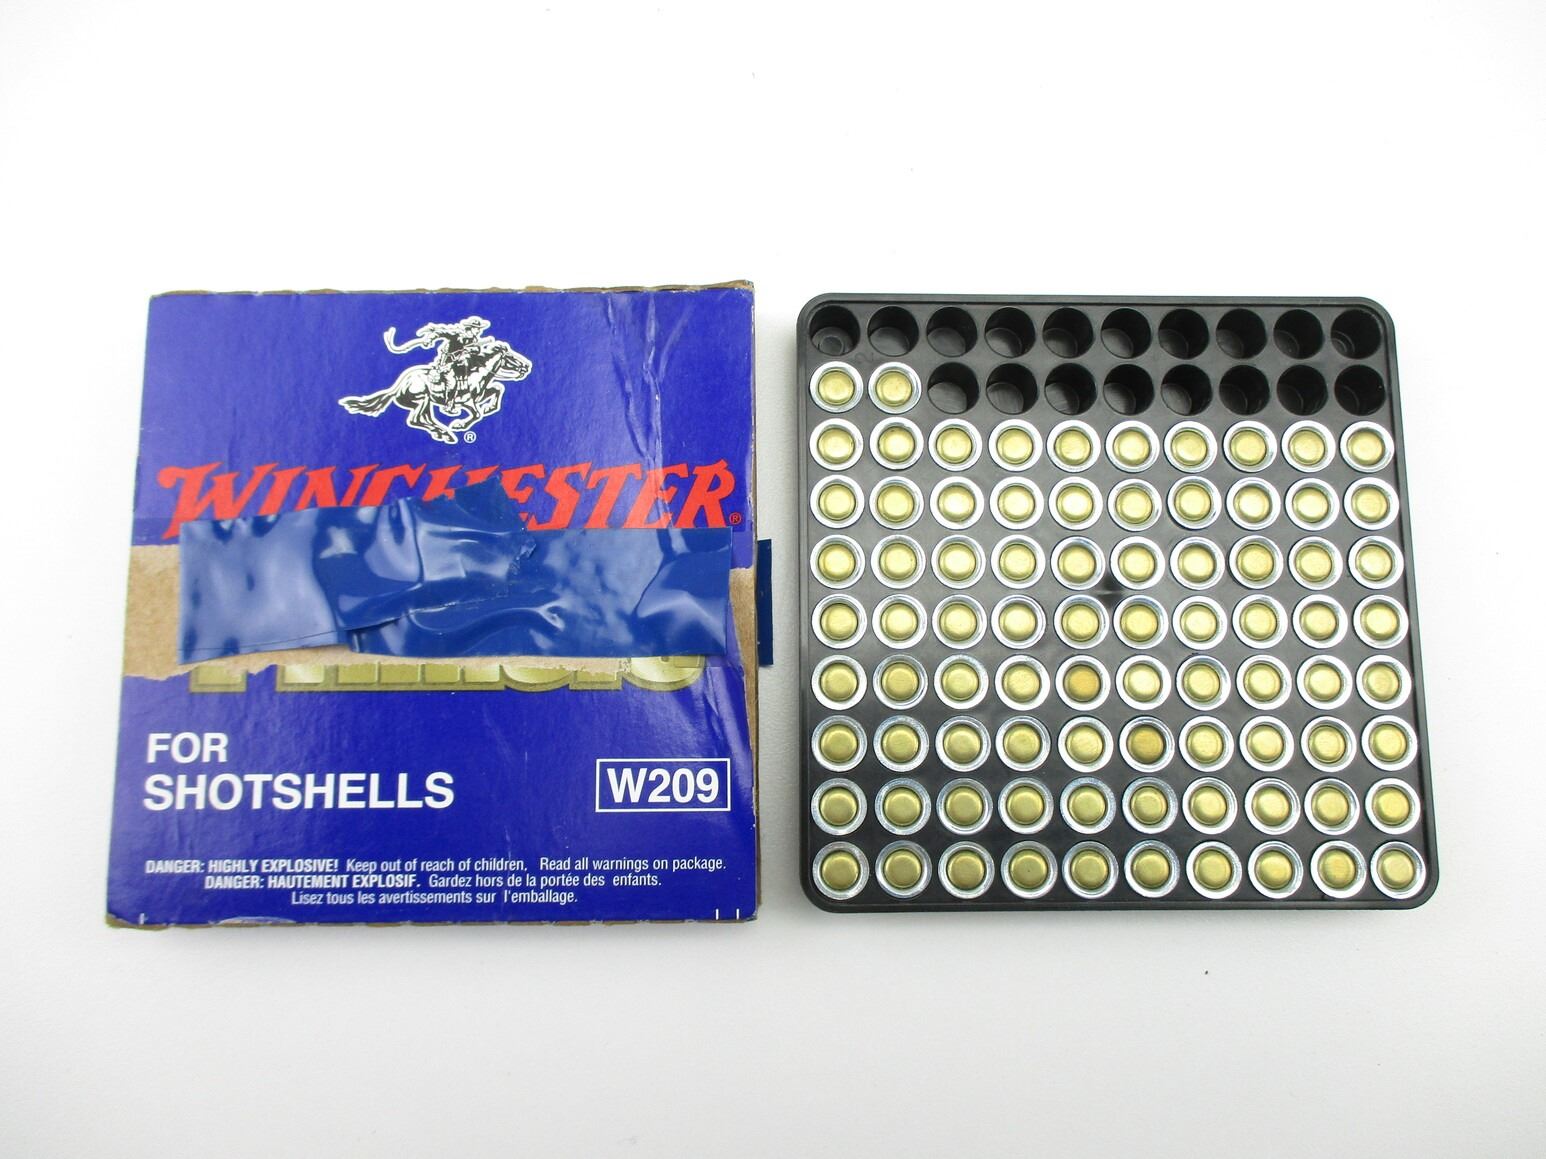 ®
WINCHESTER®
FOR
SHOTSHELLS
W209
DANGER: HIGHLY EXPLOSIVE! Keep out of reach of children. Read all warnings on package.
DANGER: HAUTEMENT EXPLOSIF. Gardez hors de la portée des enfants.
Lisez tous les avertissements sur l'emballage.